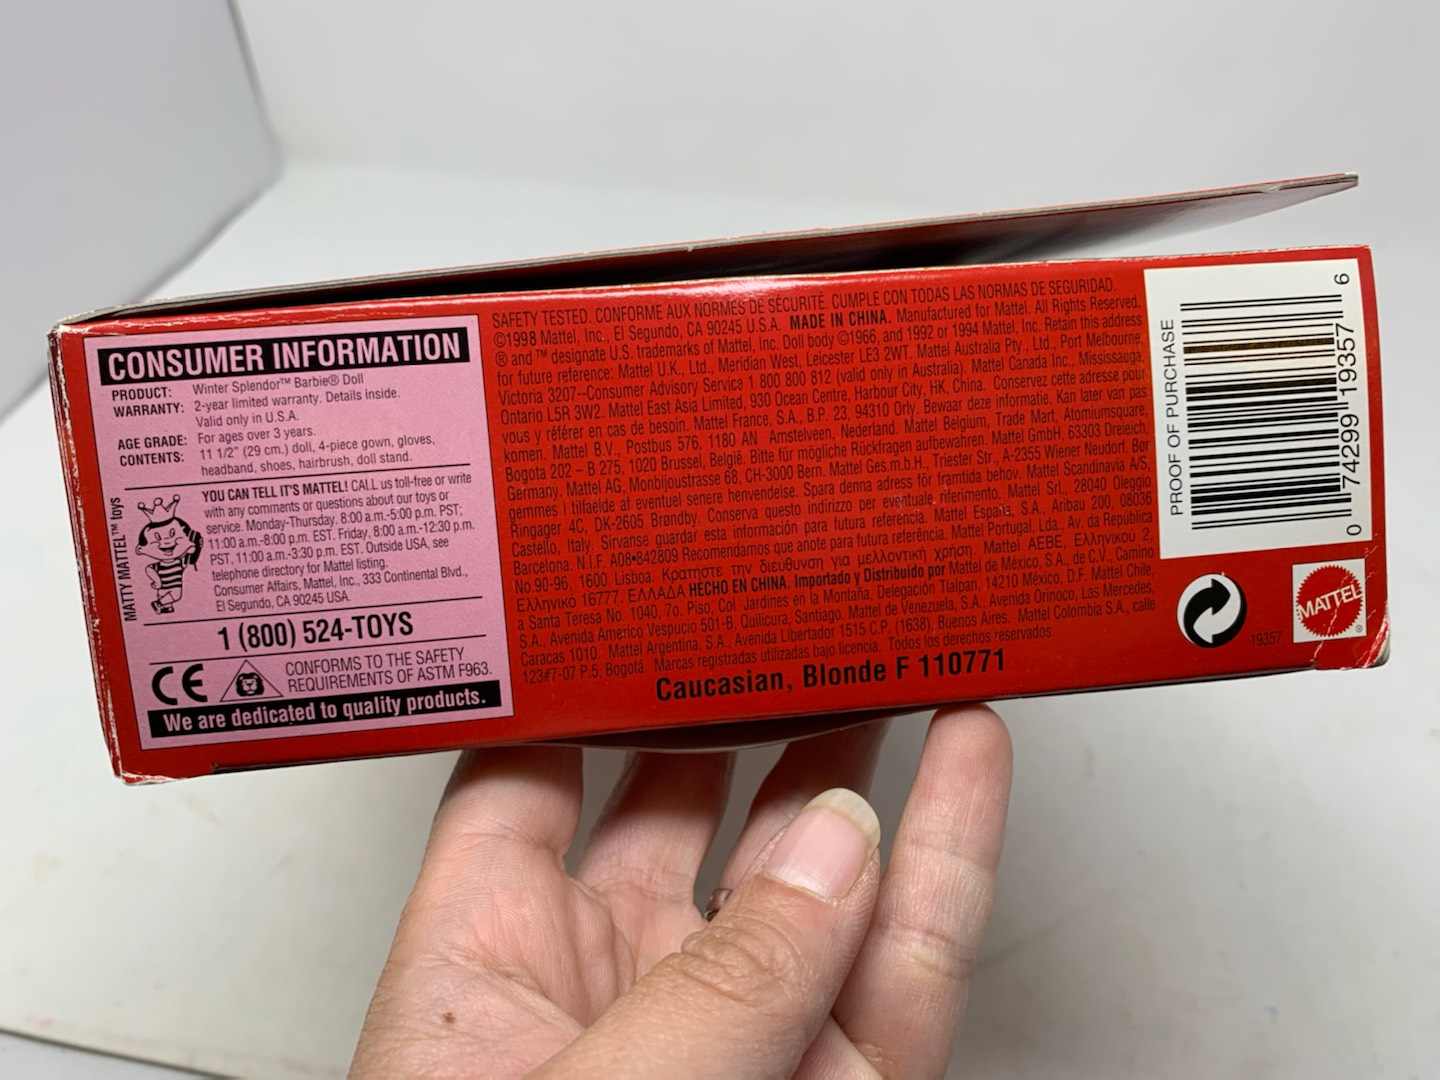 CONSUMER INFORMATION
PRODUCT: Winter Splendor™ Barbie® Doll
WARRANTY: 2-year limited warranty. Details inside.
Valid only in U.S.A.
AGE GRADE: For ages over 3 years.
CONTENTS: 11 1/2" (29 cm.) doll, 4-piece gown, gloves,
headband, shoes, hairbrush, doll stand.
MATTY MATTEL™ toys
YOU CAN TELL IT'S MATTEL! CALL us toll-free or write
with any comments or questions about our toys or
service. Monday-Thursday. 8:00 a.m.-5:00 p.m. PST;
11:00 a.m.-8:00 p.m. EST. Friday, 8:00 a.m.-12:30 p.m.
PST, 11:00 a.m.-3:30 p.m. EST. Outside USA, see
telephone directory for Mattel listing.
Consumer Affairs, Mattel, Inc., 333 Continental Blvd.,
El Segundo, CA 90245 USA.
1 (800) 524-TOYS
CE
CONFORMS TO THE SAFETY
REQUIREMENTS OF ASTM F963.
We are dedicated to quality products.
SAFETY TESTED. CONFORME AUX NORMES DE SÉCURITÉ. CUMPLE CON TODAS LAS NORMAS DE SEGURIDAD.
©1998 Mattel, Inc., El Segundo, CA 90245 U.S.A. MADE IN CHINA. Manufactured for Mattel. All Rights Reserved.
® and ™ designate U.S. trademarks of Mattel, Inc. Doll body ©1966, and 1992 or 1994 Mattel, Inc. Retain this address
for future reference: Mattel U.K., Ltd., Meridian West, Leicester LE3 2WT. Mattel Australia Pty., Ltd., Port Melbourne,
Victoria 3207--Consumer Advisory Service 1 800 800 812 (valid only in Australia). Mattel Canada Inc., Mississauga,
Ontario L5R 3W2. Mattel East Asia Limited, 930 Ocean Centre, Harbour City, HK, China. Conservez cette adresse pour
vous y référer en cas de besoin. Mattel France, S.A., B.P. 23, 94310 Orly. Bewaar deze informatie. Kan later van pas
komen. Mattel B.V., Postbus 576, 1180 AN Amstelveen, Nederland. Mattel Belgium, Trade Mart, Atomiumsquare,
Bogota 202 – B 275, 1020 Brussel, België. Bitte für mögliche Rückfragen aufbewahren. Mattel GmbH, 63303 Dreieich,
Germany. Mattel AG, Monbijoustrasse 68, CH-3000 Bern. Mattel Ges.m.b.H., Triester Str., A-2355 Wiener Neudorf. Bør
gemmes i tilfælde af eventuel senere henvendelse. Spara denna adress för framtida behov. Mattel Scandinavia A/S,
Ringager 4C, DK-2605 Brøndby. Conserva questo indirizzo per eventuale riferimento. Mattel Srl., 28040 Oleggio
Castello, Italy. Sírvanse guardar esta información para futura referencia. Mattel España, S.A., Aribau 200, 08036
Barcelona. N.I.F. A08•842809 Recomendamos que anote para futura referência. Mattel Portugal, Lda., Av. da República
No.90-96, 1600 Lisboa. Κρατήστε την διεύθυνση για μελλοντική χρήση. Mattel AEBE, Ελληνικού 2,
Ελληνικό 16777, ΕΛΛΑΔΑ HECHO EN CHINA. Importado y Distribuido por Mattel de México, S.A., de C.V., Camino
a Santa Teresa No. 1040, 7o. Piso, Col. Jardines en la Montaña, Delegación Tlalpan, 14210 México, D.F. Mattel Chile,
S.A., Avenida Americo Vespucio 501-B, Quilicura, Santiago. Mattel de Venezuela, S.A., Avenida Orinoco, Las Mercedes,
Caracas 1010. Mattel Argentina, S.A., Avenida Libertador 1515 C.P. (1638), Buenos Aires. Mattel Colombia S.A., calle
123#7-07 P.5, Bogotá. Marcas registradas utilizadas bajo licencia. Todos los derechos reservados.
Caucasian, Blonde F 110771
PROOF OF PURCHASE
0 74299 19357 6
19357
MATTEL®